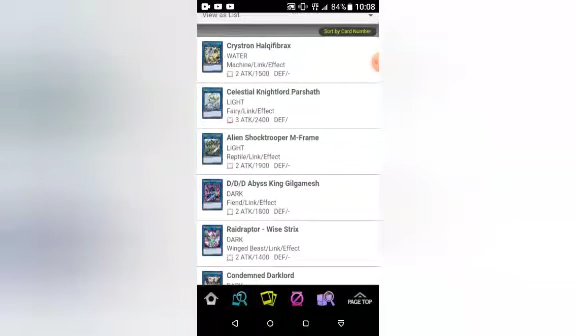 84% 10:08
View as List
Sort by Card Number
Crystron Halqifibrax
WATER
Machine/Link/Effect
2 ATK/1500 DEF/-
Celestial Knightlord Parshath
LIGHT
Fairy/Link/Effect
3 ATK/2400 DEF/
Alien Shocktrooper M-Frame
LIGHT
Reptile/Link/Effect
2 ATK/1900 DEF/-
D/D/D Abyss King Gilgamesh
DARK
Fiend/Link/Effect
2 ATK/1800 DEF/-
Raidraptor - Wise Strix
DARK
Winged Beast/Link/Effect
2 ATK/1400 DEF/-
Condemned Darklord
PAGE TOP